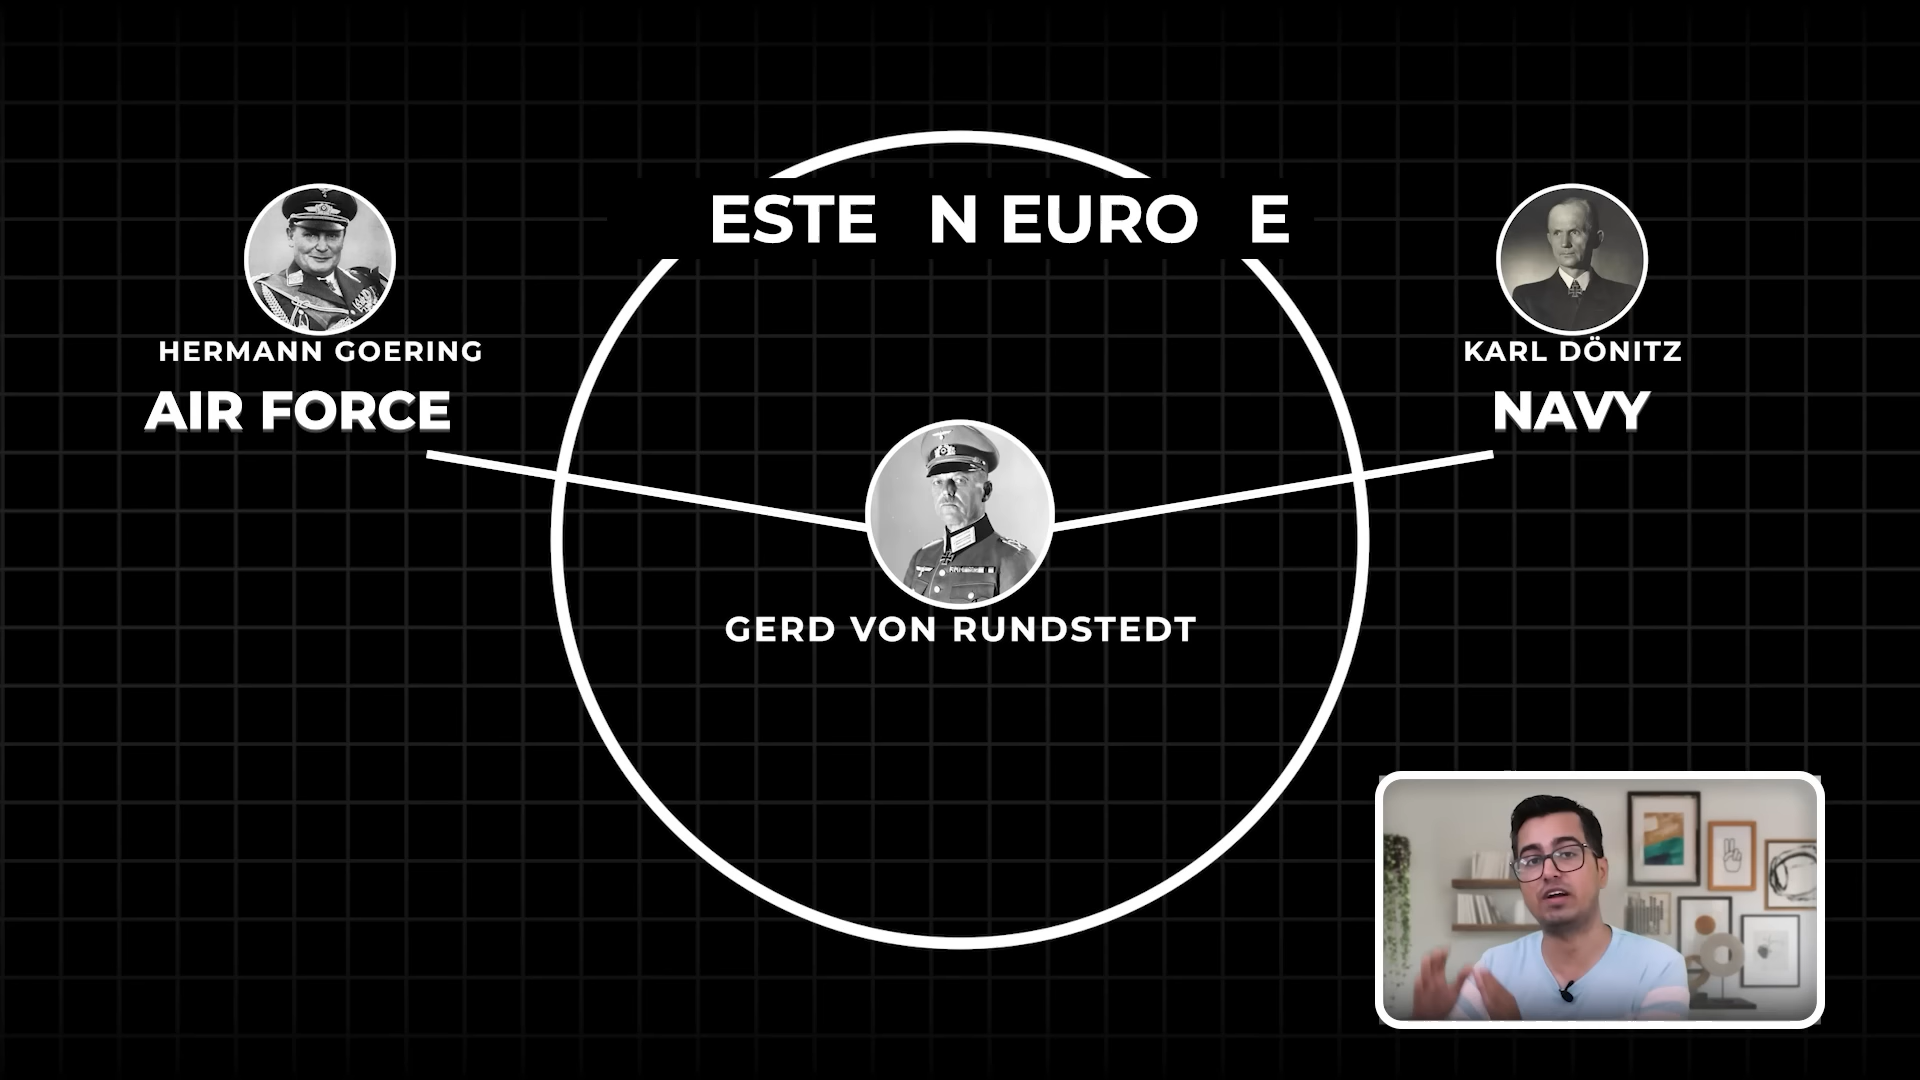 ESTE N EURO E
HERMANN GOERING
AIR FORCE
KARL DÖNITZ
NAVY
GERD VON RUNDSTEDT